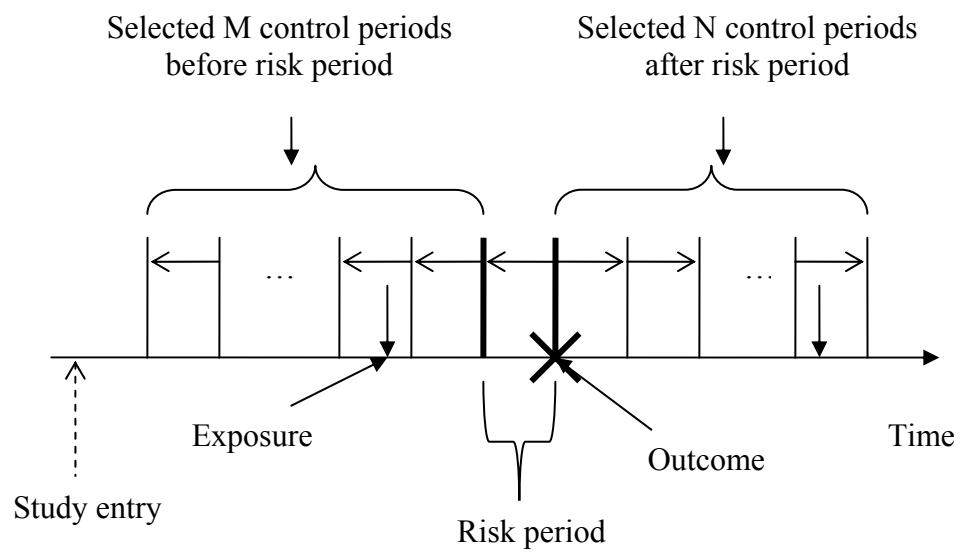 Selected M control periods
before risk period
Selected N control periods
after risk period
...
...
Exposure
Outcome
Time
Study entry
Risk period